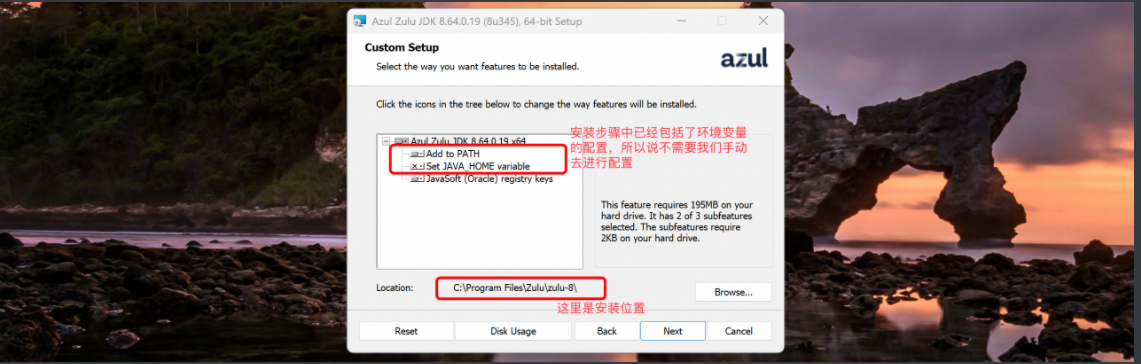 Azul Zulu JDK 8.64.0.19 (8u345), 64-bit Setup
Custom Setup
Select the way you want features to be installed.
azul
Click the icons in the tree below to change the way features will be installed.
Azul Zulu JDK 8.64.0.19 x64
Add to PATH
Set JAVA_HOME variable
JavaSoft (Oracle) registry keys
安装步骤中已经包括了环境变量
的配置，所以说不需要我们手动
去进行配置
This feature requires 195MB on your
hard drive. It has 2 of 3 subfeatures
selected. The subfeatures require
2KB on your hard drive.
Location:
C:\Program Files\Zulu\zulu-8\
Browse...
这里是安装位置
Reset
Disk Usage
Back
Next
Cancel